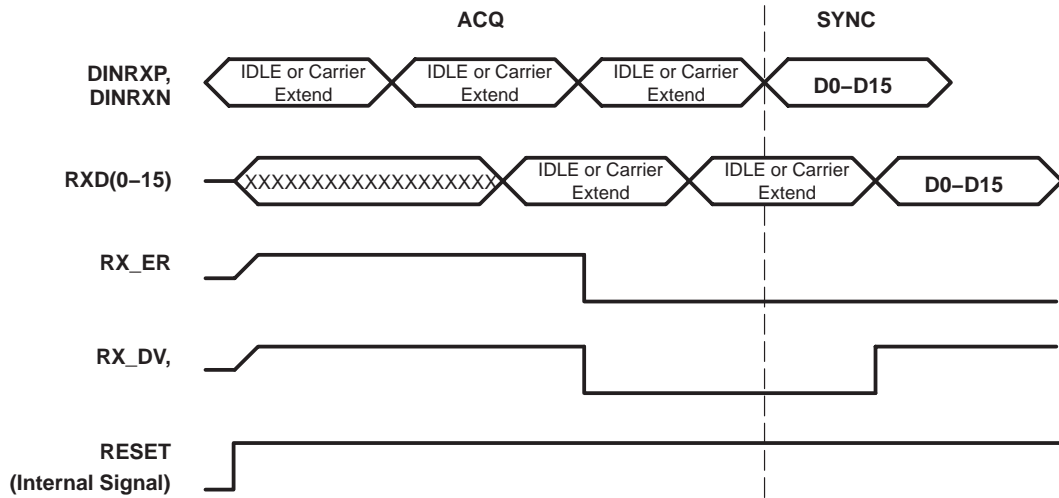 ACQ SYNC
DINRXP,
DINRXN
IDLE or Carrier
Extend
IDLE or Carrier
Extend
IDLE or Carrier
Extend
D0–D15
RXD(0–15)
XXXXXXXXXXXXXXXXXXX
IDLE or Carrier
Extend
IDLE or Carrier
Extend
D0–D15
RX_ER
RX_DV,
RESET
(Internal Signal)